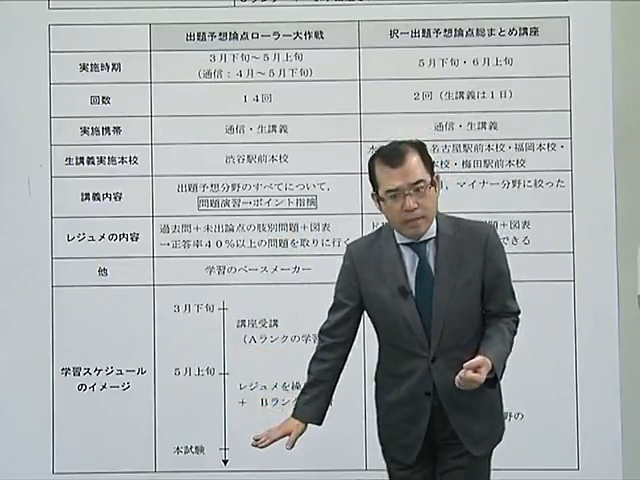 出題予想論点ローラー大作戦
択一出題予想論点総まとめ講座
実施時期
3月下旬～5月上旬
（通信：4月～5月下旬）
5月下旬・6月上旬
回数
１４回
２回（生講義は１日）
実施携帯
通信・生講義
通信・生講義
生講義実施本校
渋谷駅前本校
名古屋駅前本校・福岡本校・
本校・梅田駅前本校
講義内容
出題予想分野のすべてについて，
問題演習→ポイント指摘
，マイナー分野に絞った
レジュメの内容
過去問＋未出論点の肢別問題＋図表
→正答率４０％以上の問題を取りに行く
＋図表
できる
他
学習のペースメーカー
学習スケジュール
のイメージ
3月下旬
講座受講
（Aランクの学習
5月上旬
レジュメを繰
＋ Bラン
本試験